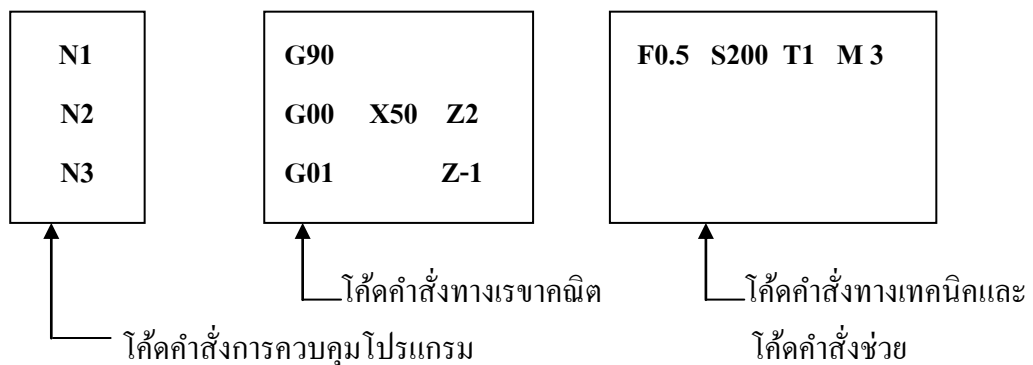 N1 G90 F0.5 S200 T1 M 3
N2 G00 X50 Z2
N3 G01 Z-1
โค้ดคำสั่งทางเรขาคณิต โค้ดคำสั่งทางเทคนิคและ
โค้ดคำสั่งการควบคุมโปรแกรม โค้ดคำสั่งช่วย